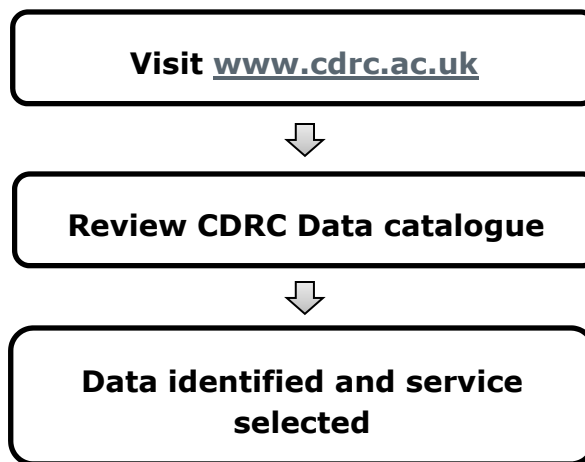 Visit www.cdrc.ac.uk
Review CDRC Data catalogue
Data identified and service
selected